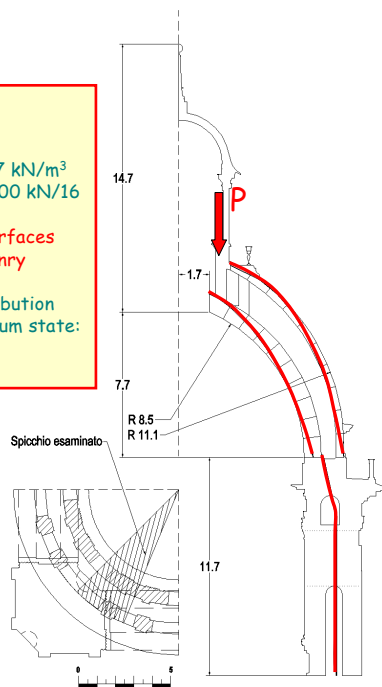 7 kN/m³
00 kN/16
rfaces
nry
bution
um state:
P
14.7
1.7
7.7
R 8.5
R 11.1
Spicchio esaminato
11.7
0 5